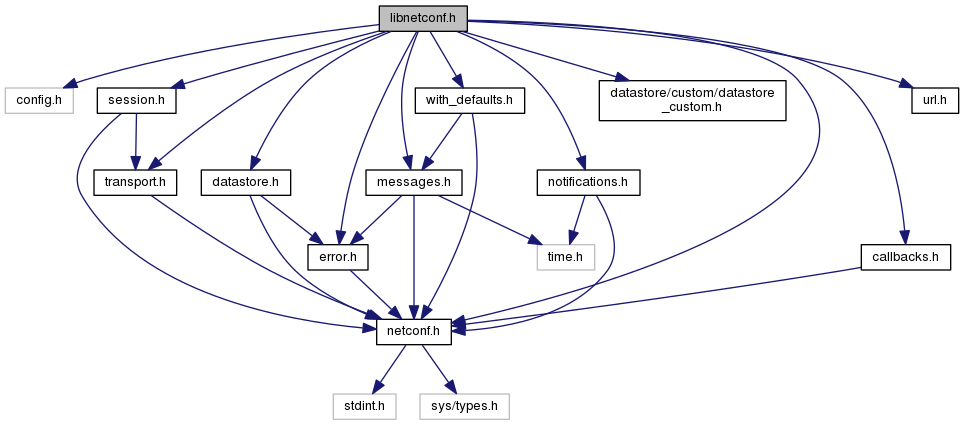 libnetconf.h
config.h
session.h
with_defaults.h
datastore/custom/datastore
_custom.h
url.h
transport.h
datastore.h
messages.h
notifications.h
error.h
time.h
callbacks.h
netconf.h
stdint.h
sys/types.h